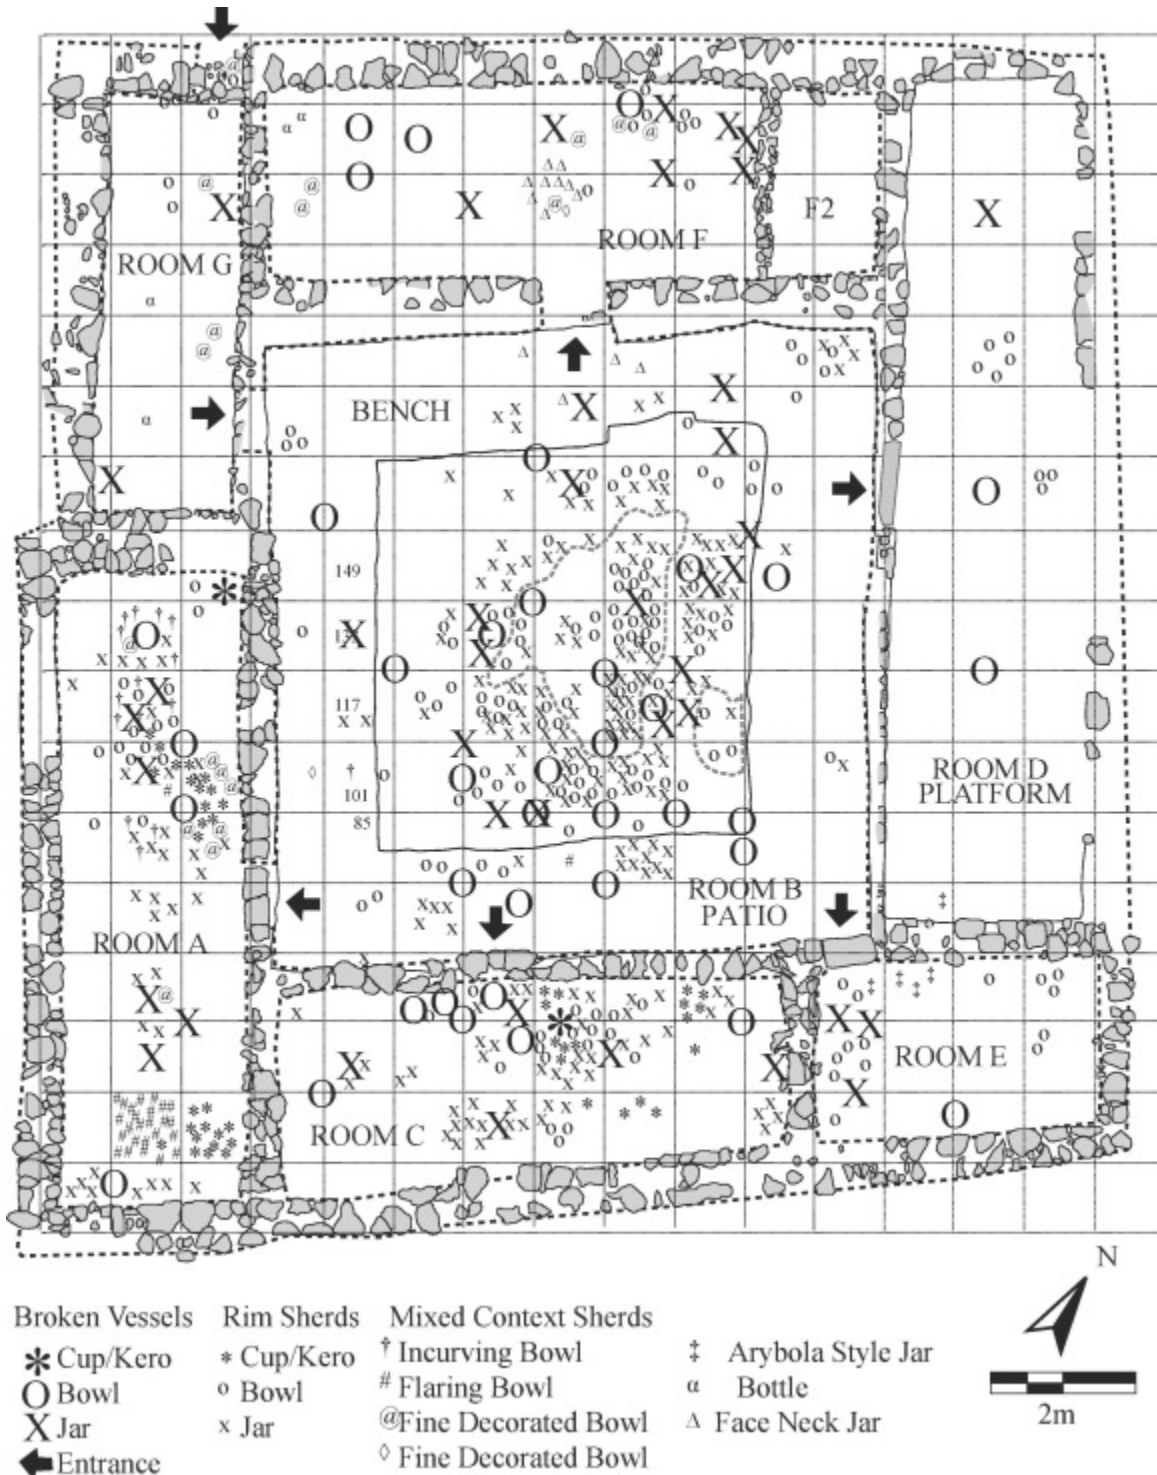 ROOM G
ROOM F
F2
BENCH
149
117
101
85
ROOM D
PLATFORM
ROOM B
PATIO
ROOM A
ROOM C
ROOM E
N
Broken Vessels
Cup/Kero
Bowl
Jar
Entrance
Rim Sherds
* Cup/Kero
o Bowl
x Jar
Mixed Context Sherds
† Incurving Bowl
# Flaring Bowl
@ Fine Decorated Bowl
◊ Fine Decorated Bowl
‡ Arybola Style Jar
α Bottle
Δ Face Neck Jar
2m